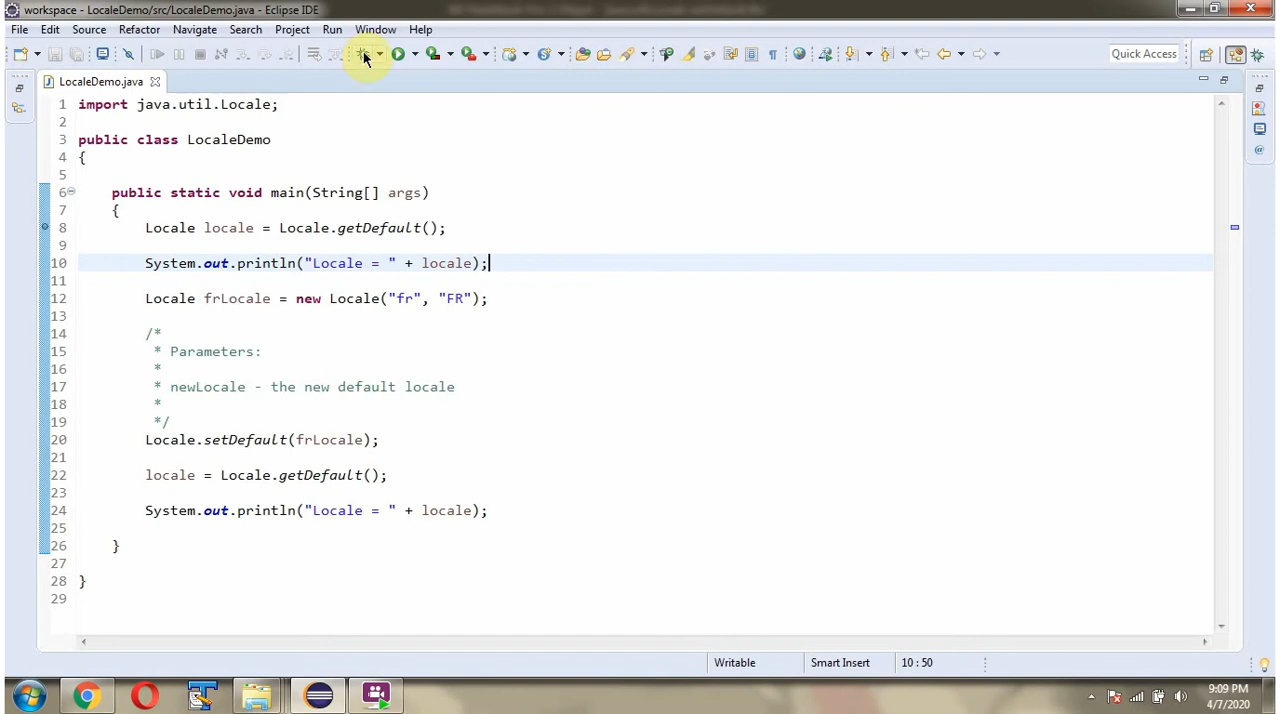 workspace - LocaleDemo/src/LocaleDemo.java - Eclipse IDE
File Edit Source Refactor Navigate Search Project Run Window Help
Quick Access
LocaleDemo.java
1 import java.util.Locale;
2
3 public class LocaleDemo
4 {
5
6 public static void main(String[] args)
7 {
8 Locale locale = Locale.getDefault();
9
10 System.out.println("Locale = " + locale);
11
12 Locale frLocale = new Locale("fr", "FR");
13
14 /*
15 * Parameters:
16 *
17 * newLocale - the new default locale
18 *
19 */
20 Locale.setDefault(frLocale);
21
22 locale = Locale.getDefault();
23
24 System.out.println("Locale = " + locale);
25
26 }
27
28 }
29
Writable Smart Insert 10 : 50
9:09 PM
4/7/2020